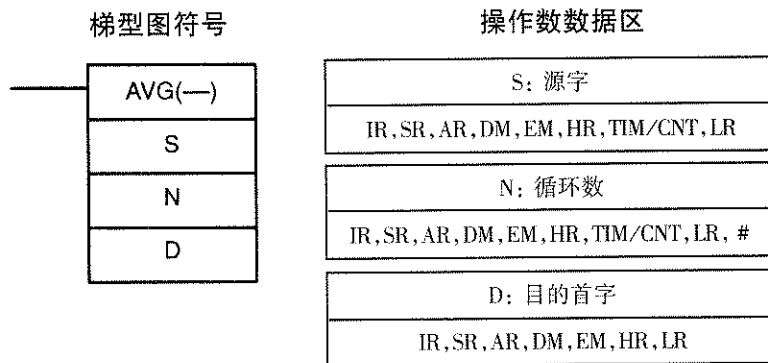 梯型图符号
操作数数据区
AVG(—)
S
N
D
S: 源字
IR,SR,AR,DM,EM,HR,TIM/CNT,LR
N: 循环数
IR,SR,AR,DM,EM,HR,TIM/CNT,LR, #
D: 目的首字
IR,SR,AR,DM,EM,HR,LR